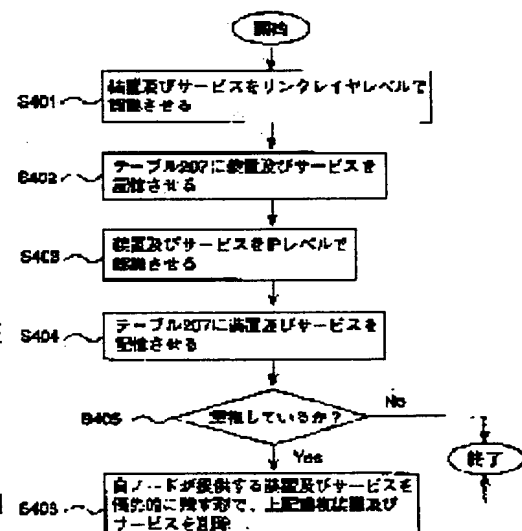 開始
S401
装置及びサービスをリンクレイヤレベルで
認識させる
S402
テーブル207に装置及びサービスを
記憶させる
S403
装置及びサービスをIPレベルで
認識させる
S404
テーブル207に装置及びサービスを
記憶させる
S405
重複しているか？
No
Yes
終了
自ノードが提供する装置及びサービスを
優先的に残す形で、上記重複装置及び
サービスを削除